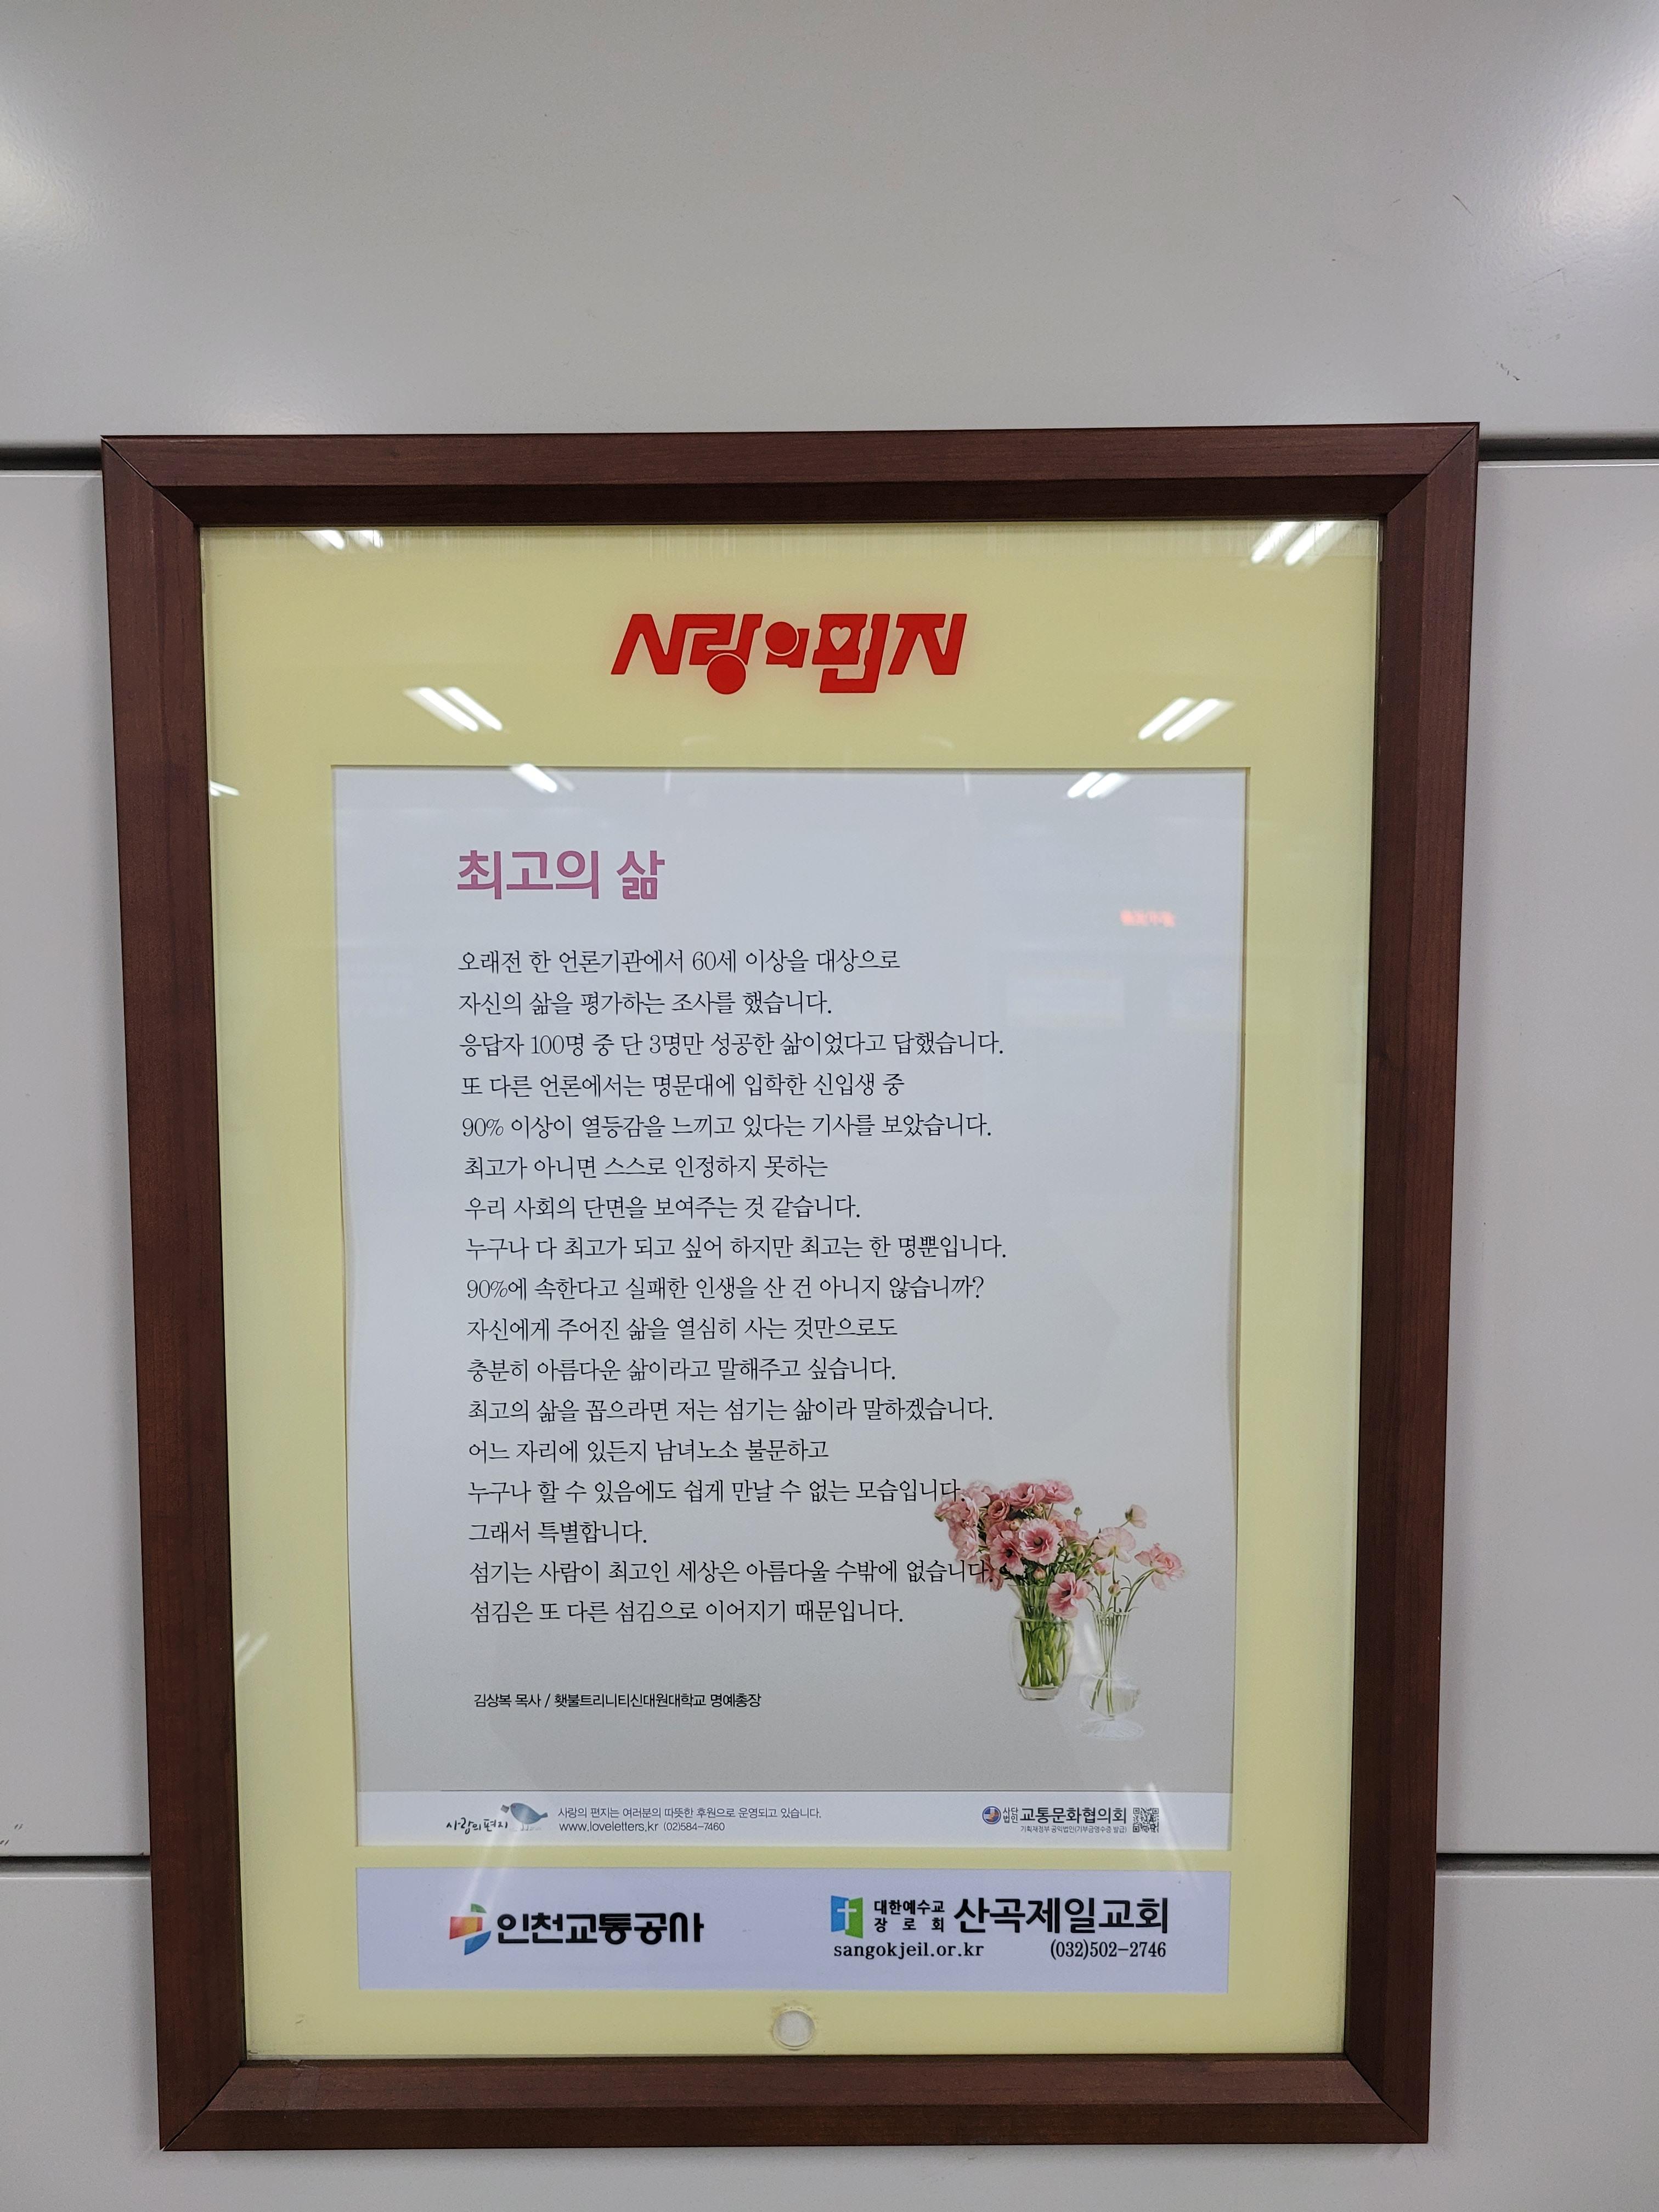 사랑의편지
최고의 삶
오래전 한 언론기관에서 60세 이상을 대상으로
자신의 삶을 평가하는 조사를 했습니다.
응답자 100명 중 단 3명만 성공한 삶이었다고 답했습니다.
또 다른 언론에서는 명문대에 입학한 신입생 중
90% 이상이 열등감을 느끼고 있다는 기사를 보았습니다.
최고가 아니면 스스로 인정하지 못하는
우리 사회의 단면을 보여주는 것 같습니다.
누구나 다 최고가 되고 싶어 하지만 최고는 한 명뿐입니다.
90%에 속한다고 실패한 인생을 산 건 아니지 않습니까?
자신에게 주어진 삶을 열심히 사는 것만으로도
충분히 아름다운 삶이라고 말해주고 싶습니다.
최고의 삶을 꼽으라면 저는 섬기는 삶이라 말하겠습니다.
어느 자리에 있든지 남녀노소 불문하고
누구나 할 수 있음에도 쉽게 만날 수 없는 모습입니다.
그래서 특별합니다.
섬기는 사람이 최고인 세상은 아름다울 수밖에 없습니다.
섬김은 또 다른 섬김으로 이어지기 때문입니다.
김상복 목사 / 횃불트리니티신대원대학교 명예총장
사랑의편지
사랑의 편지는 여러분의 따뜻한 후원으로 운영되고 있습니다.
www.loveletters.kr (02)584-7460
사단법인 교통문화협의회
기획재정부 공익법인(기부금영수증 발급)
인천교통공사
대한예수교
장로회 산곡제일교회
sangokjeil.or.kr (032)502-2746